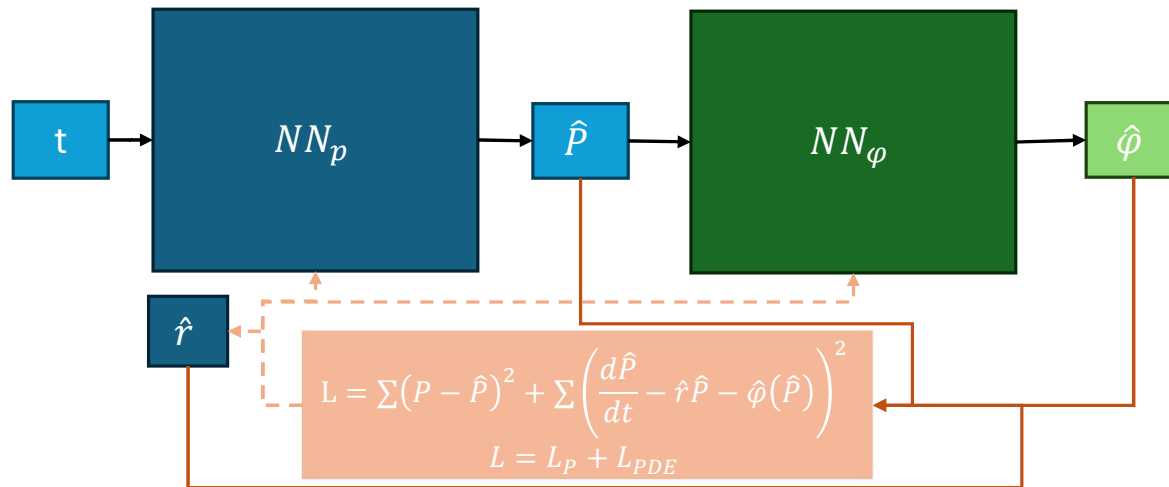 t
NN_p
P̂
NN_φ
φ̂
r̂
L = ∑(P − P̂)² + ∑(dP̂/dt − r̂P̂ − φ̂(P̂))²
L = L_P + L_PDE